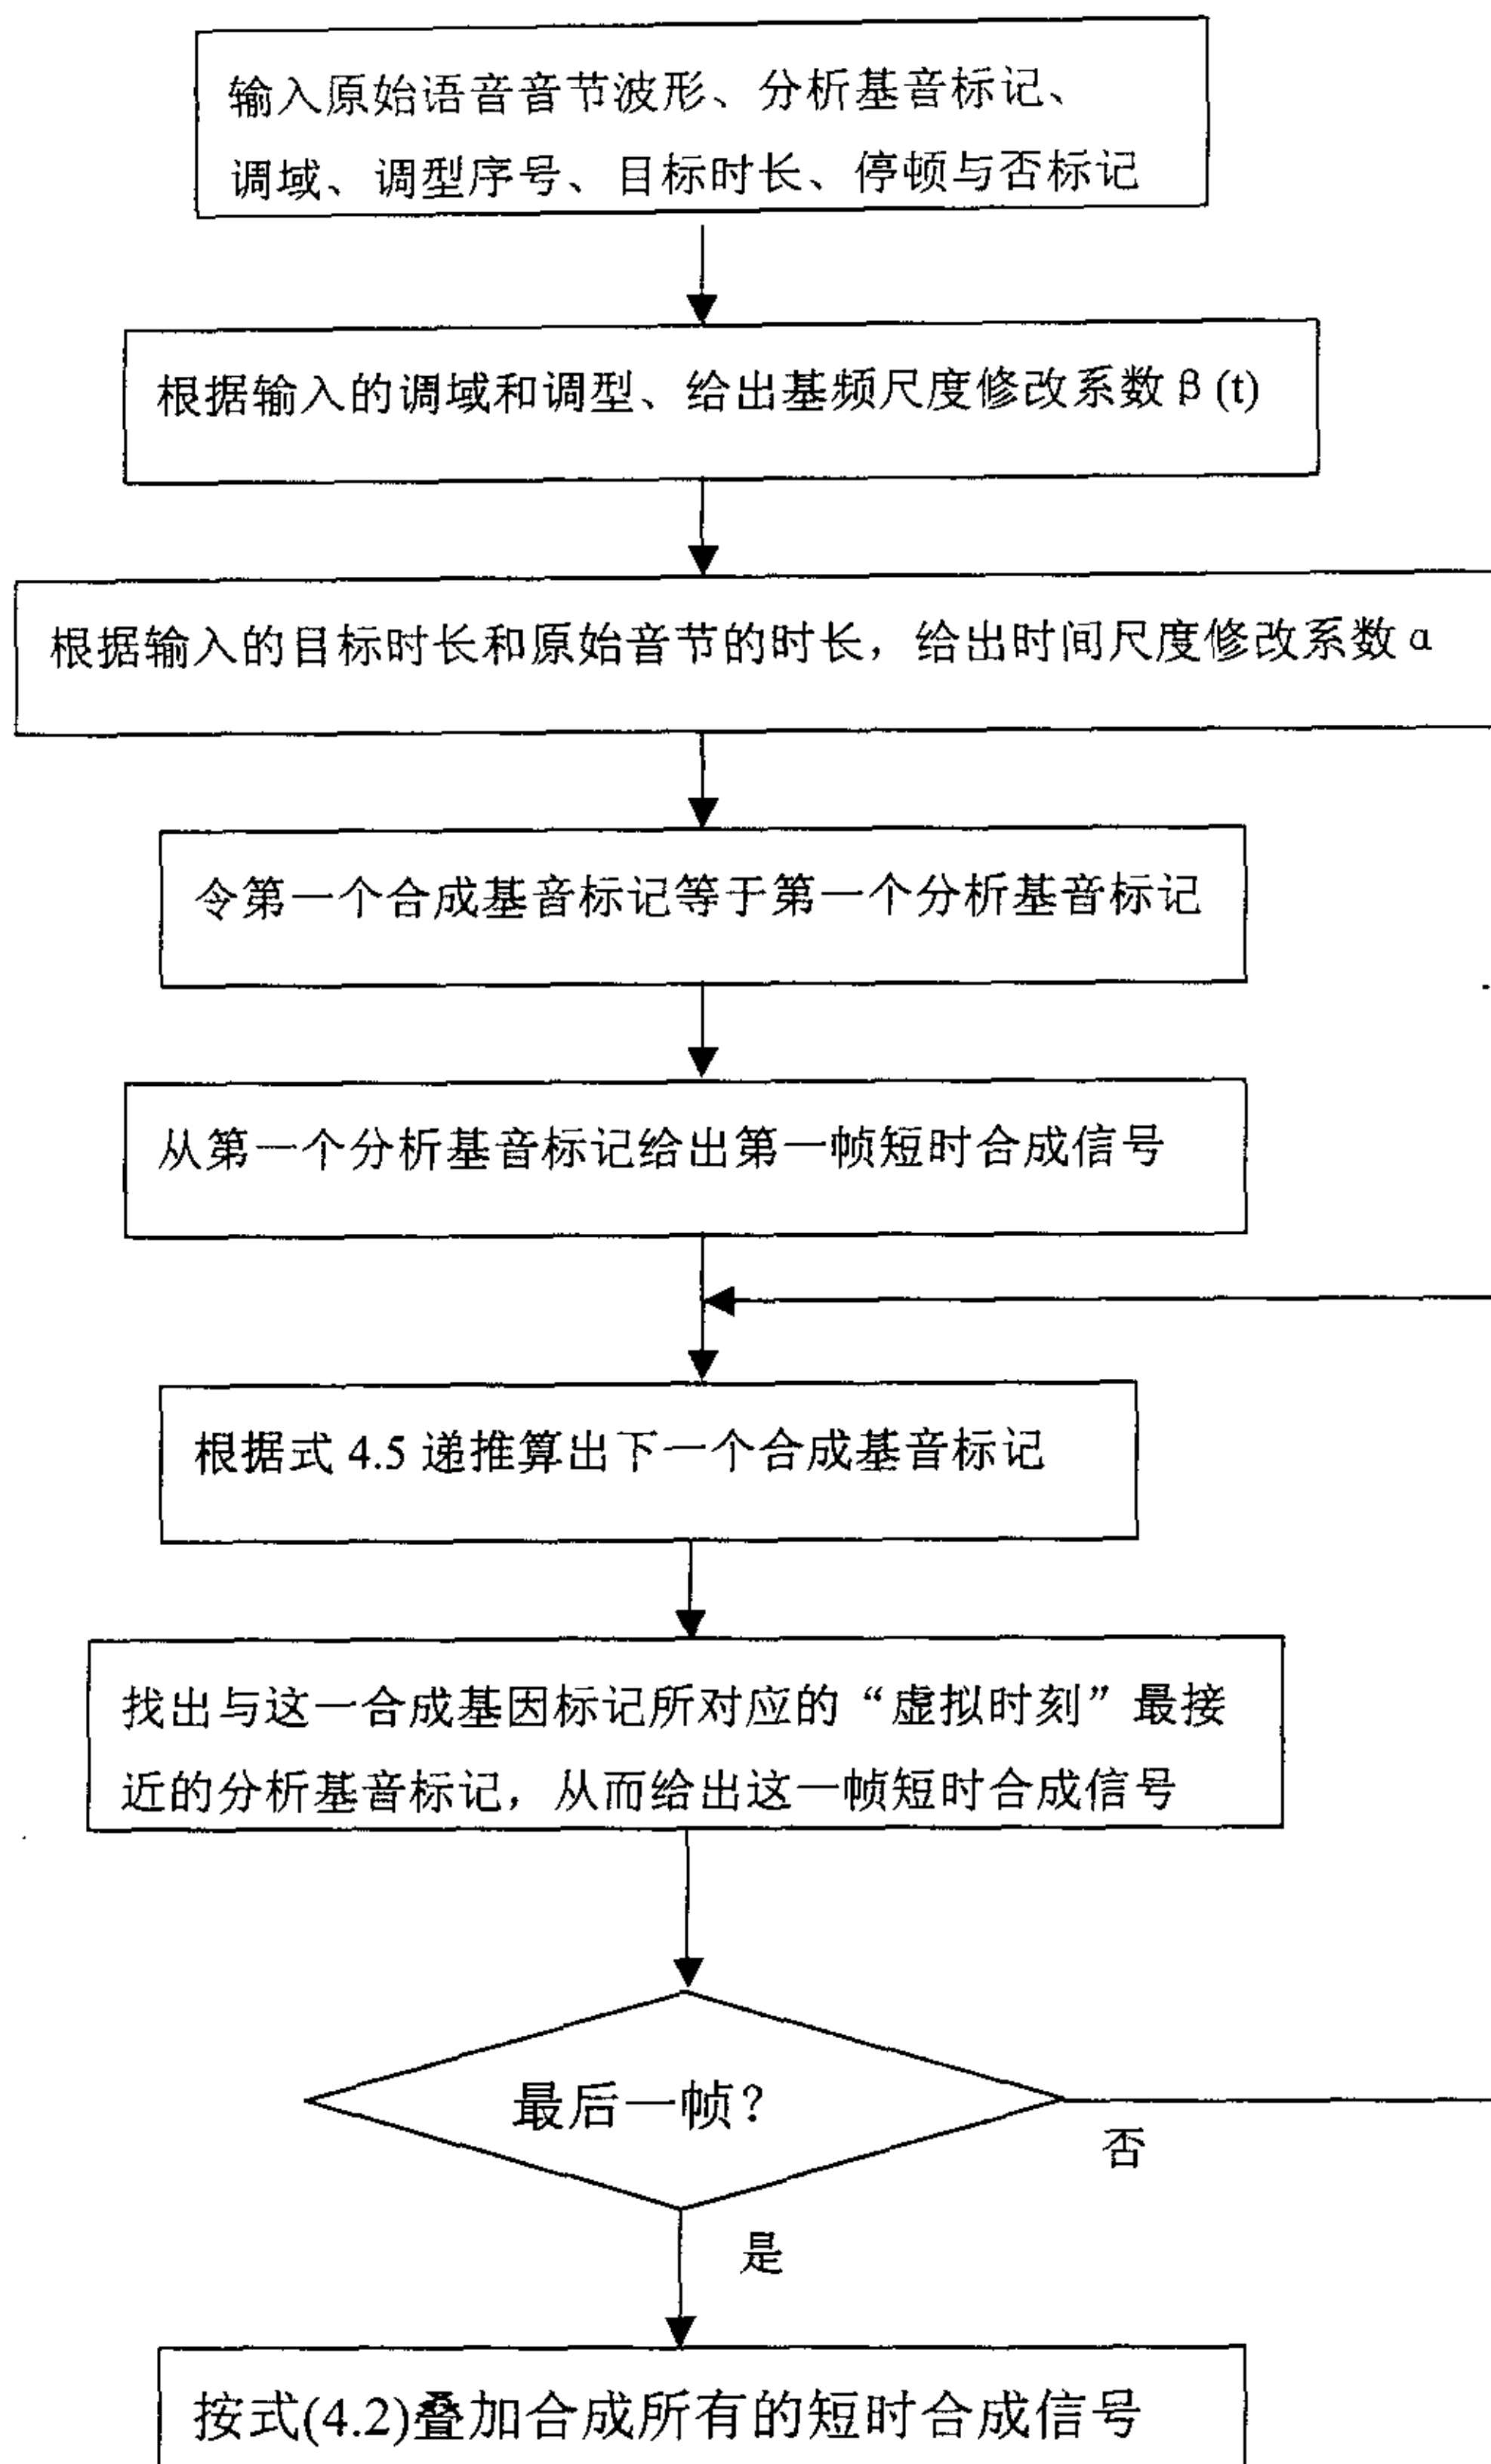 输入原始语音音节波形、分析基音标记、
调域、调型序号、目标时长、停顿与否标记
根据输入的调域和调型、给出基频尺度修改系数β(t)
根据输入的目标时长和原始音节的时长，给出时间尺度修改系数α
令第一个合成基音标记等于第一个分析基音标记
从第一个分析基音标记给出第一帧短时合成信号
根据式 4.5 递推算出下一个合成基音标记
找出与这一合成基因标记所对应的“虚拟时刻”最接
近的分析基音标记，从而给出这一帧短时合成信号
最后一帧？
否
是
按式(4.2)叠加合成所有的短时合成信号